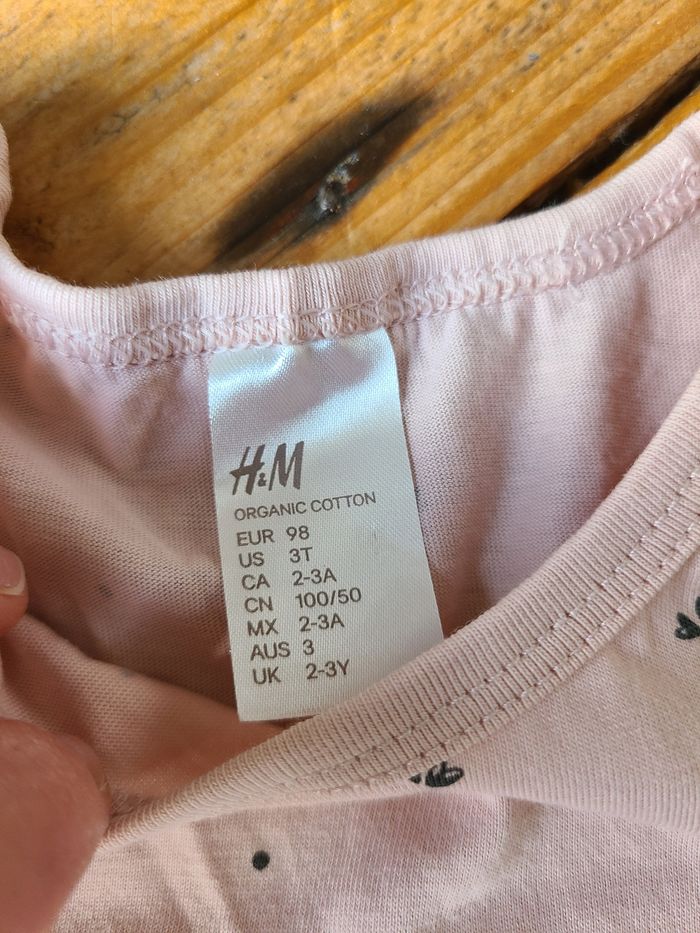 H&M
ORGANIC COTTON
EUR 98
US 3T
CA 2-3A
CN 100/50
MX 2-3A
AUS 3
UK 2-3Y